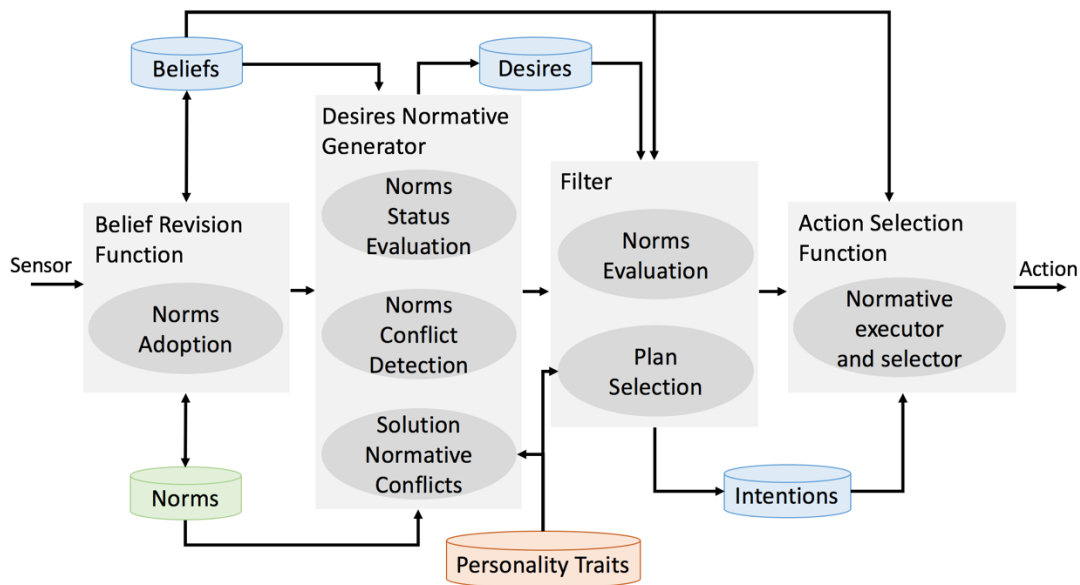 Beliefs
Desires
Desires Normative
Generator
Norms
Status
Evaluation
Filter
Belief Revision
Function
Action Selection
Function
Sensor
Norms
Evaluation
Action
Norms
Adoption
Norms
Conflict
Detection
Normative
executor
and selector
Plan
Selection
Solution
Normative
Conflicts
Norms
Intentions
Personality Traits